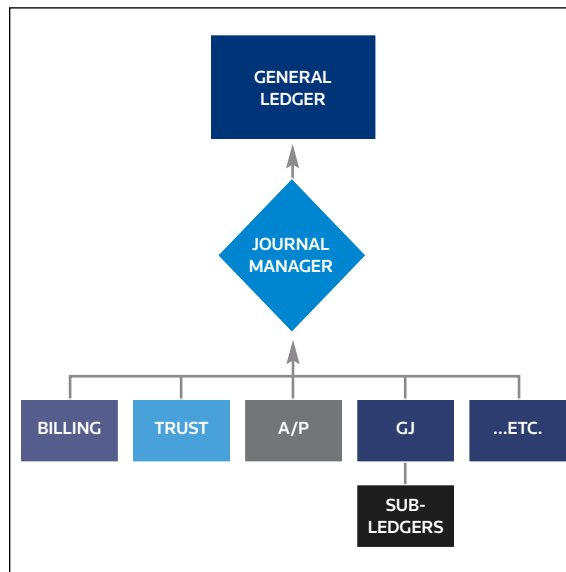 GENERAL
LEDGER
JOURNAL
MANAGER
BILLING
TRUST
A/P
GJ
...ETC.
SUB-
LEDGERS